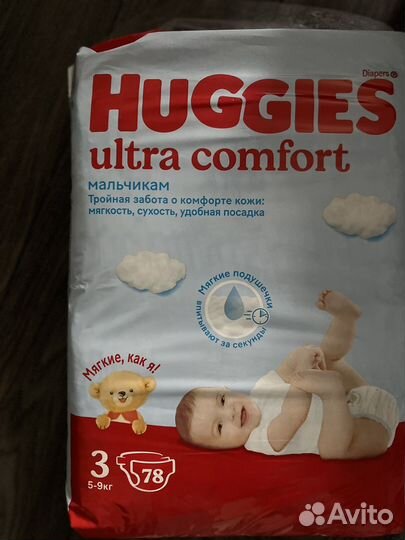 Diapers
HUGGIES
ultra comfort
мальчикам
Тройная забота о комфорте кожи:
мягкость, сухость, удобная посадка
Мягкие подушечки
впитывают за секунды
Мягкие, как я!
3
78
5-9кг
Avito